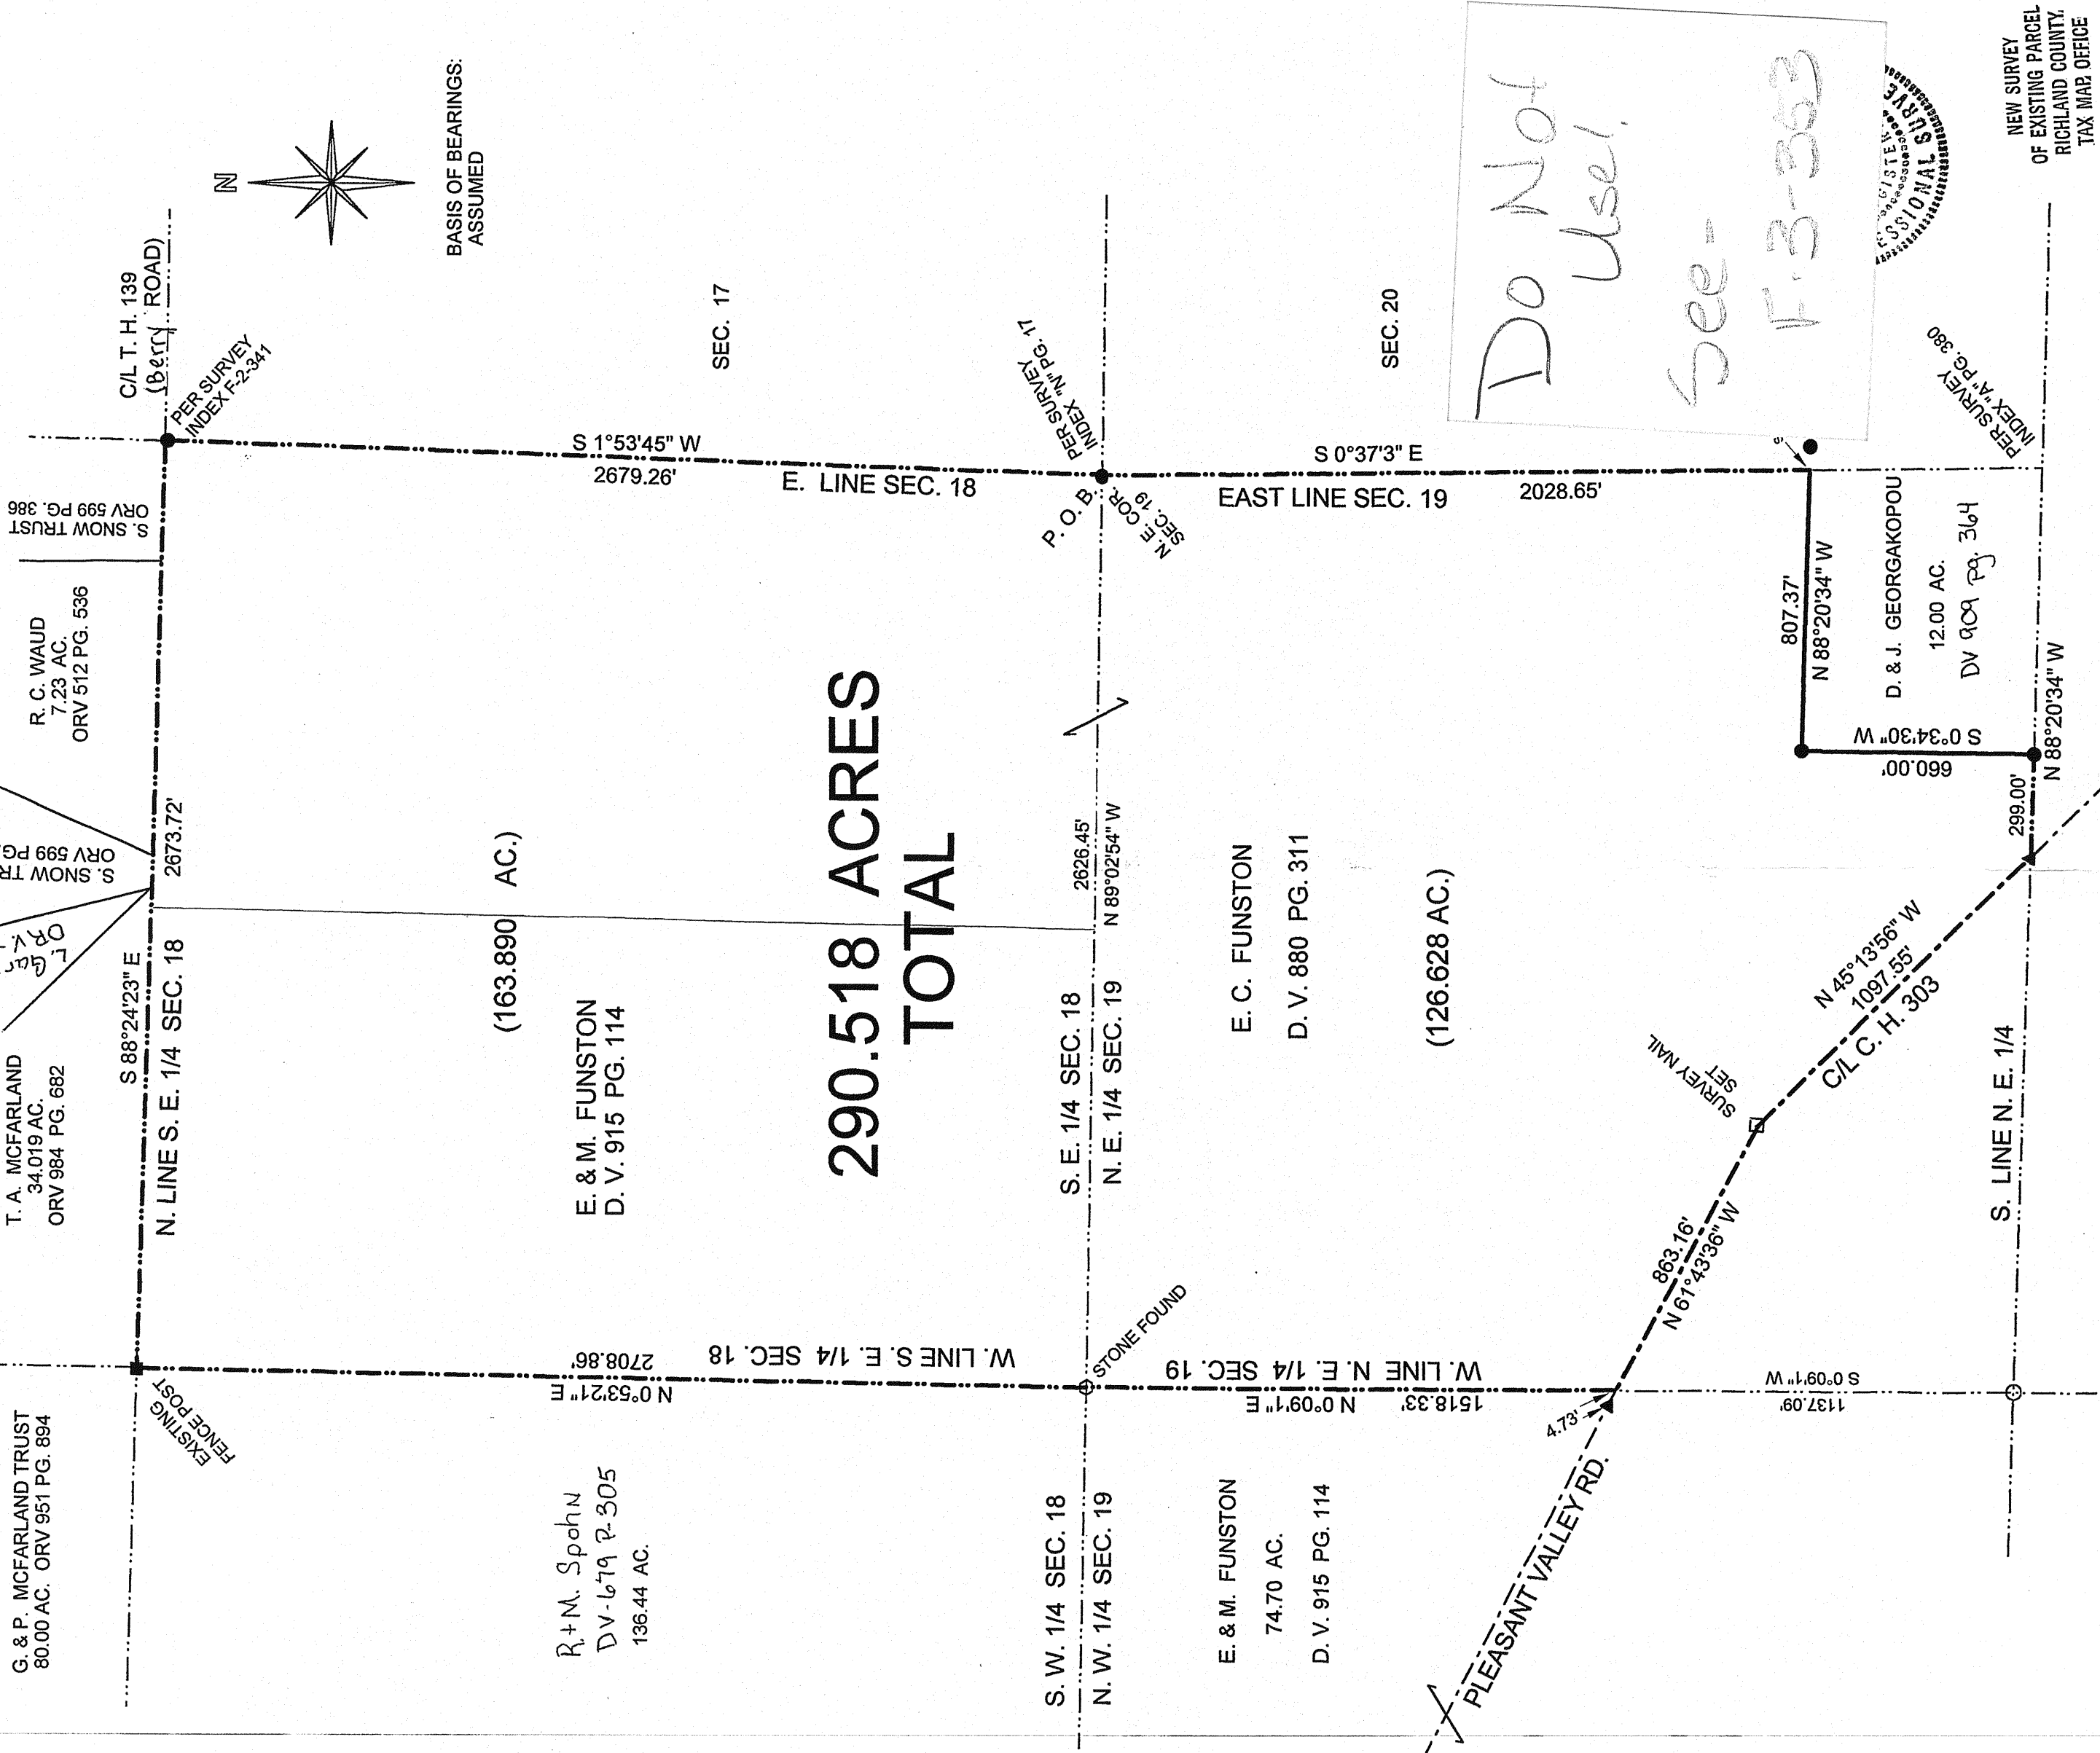 G. & P. MCFARLAND TRUST
80.00 AC. ORV 951 PG. 894
T. A. MCFARLAND
34.019 AC.
ORV 984 PG. 682
L. Gar
O.R.V.
S. SNOW TR
ORV 599 PG.
R. C. WAUD
7.23 AC.
ORV 512 PG. 536
S. SNOW TRUST
ORV 599 PG. 386
C/L T. H. 139
(Berry ROAD)
PER SURVEY
INDEX F-2-341
N
BASIS OF BEARINGS:
ASSUMED
EXISTING
FENCE POST
S 88°24'23" E
2673.72'
N. LINE S. E. 1/4 SEC. 18
S 1°53'45" W
2679.26'
E. LINE SEC. 18
SEC. 17
(163.890 AC.)
E. & M. FUNSTON
D. V. 915 PG. 114
R+M. Spohn
DV-679 P-305
136.44 AC.
N 0°53'21" E
2708.86'
W. LINE S. E. 1/4 SEC. 18
290.518 ACRES
TOTAL
S. W. 1/4 SEC. 18
N. W. 1/4 SEC. 19
STONE FOUND
S. E. 1/4 SEC. 18
N. E. 1/4 SEC. 19
2626.45'
N 89°02'54" W
P. O. B.
N. E. COR.
SEC. 19
PER SURVEY
INDEX "N" PG. 17
E. & M. FUNSTON
74.70 AC.
D. V. 915 PG. 114
W. LINE N. E. 1/4 SEC. 19
N 0°09'1" E
1518.33'
E. C. FUNSTON
D. V. 880 PG. 311
(126.628 AC.)
S 0°37'3" E
EAST LINE SEC. 19
2028.65'
SEC. 20
Do Not
Use!
See-
F-3-353
4.73'
PLEASANT VALLEY RD.
863.16'
N 61°43'36" W
SURVEY NAIL
SET
N 45°13'56" W
1097.55'
C/L C. H. 303
807.37'
N 88°20'34" W
S 0°34'30" W
660.00'
D. & J. GEORGAKOPOU
12.00 AC.
DV 909 pg. 364
PER SURVEY
INDEX "A" PG. 380
S 0°09'1" W
1137.09'
S. LINE N. E. 1/4
299.00'
N 88°20'34" W
GISTER
ESSIONAL SURVE
NEW SURVEY
OF EXISTING PARCEL
RICHLAND COUNTY
TAX MAP OFFICE